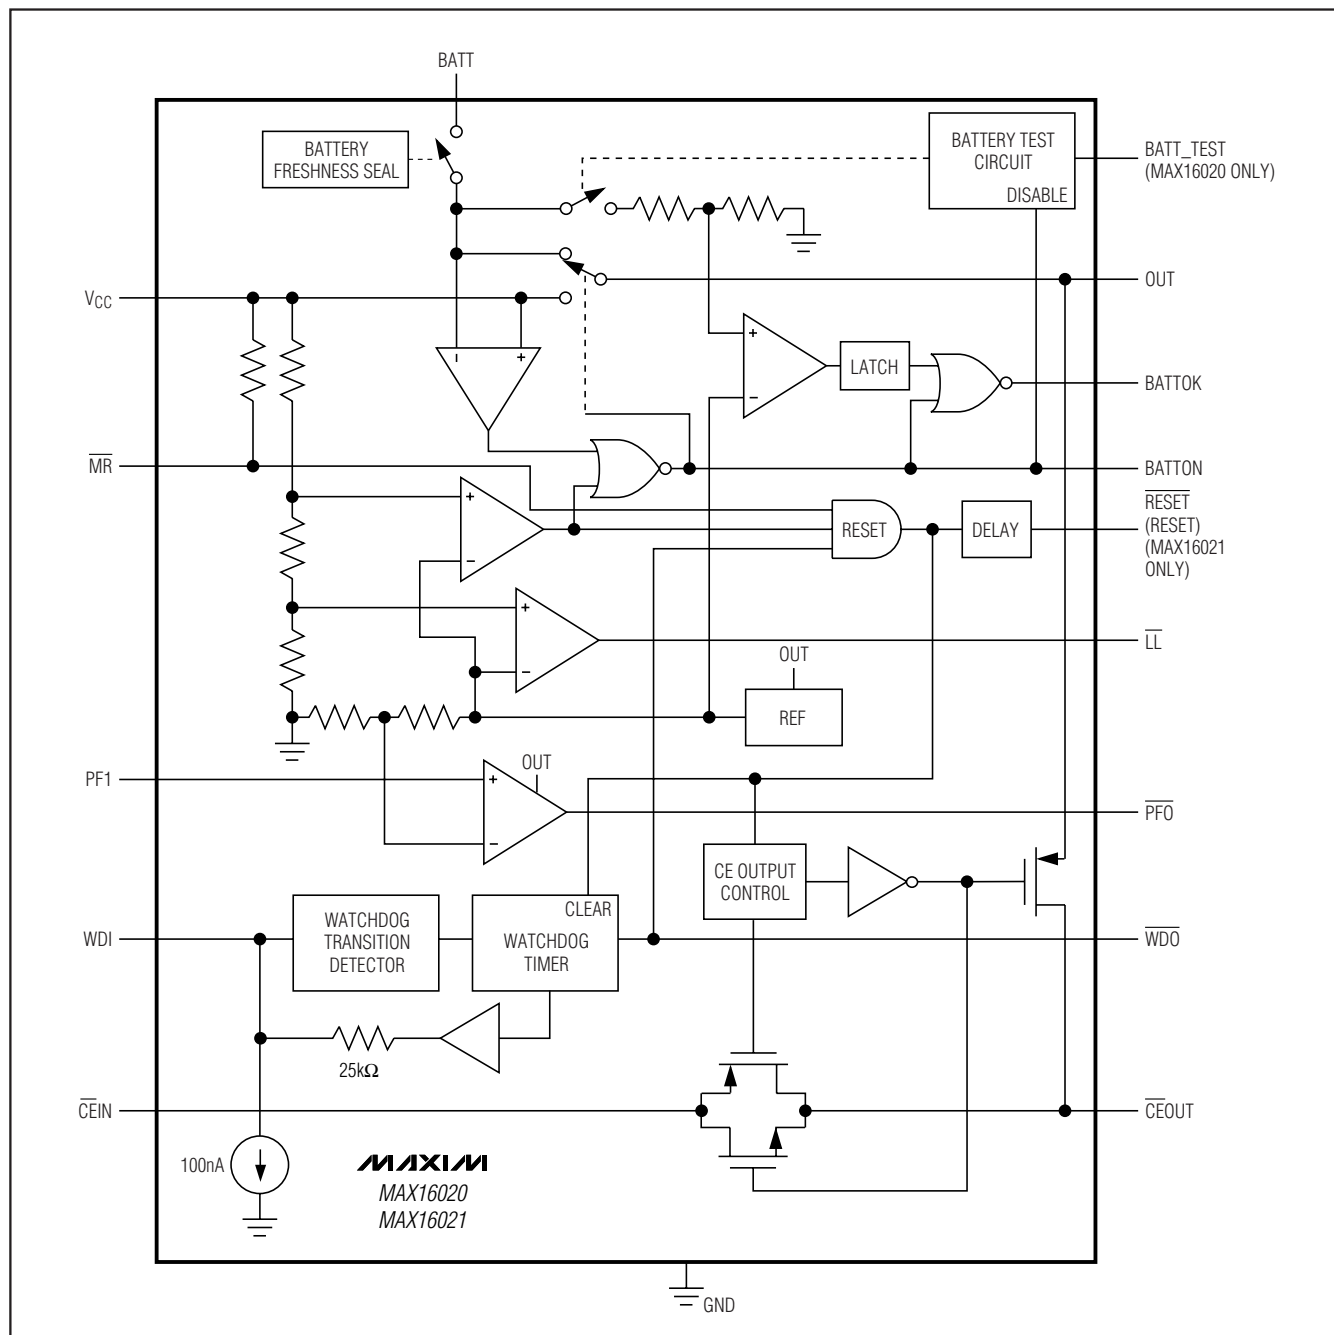 BATT
BATTERY
FRESHNESS SEAL
BATTERY TEST
CIRCUIT
DISABLE
BATT_TEST
(MAX16020 ONLY)
OUT
VCC
+
−
+
−
LATCH
BATTOK
MR
BATTON
+
−
RESET
DELAY
RESET
(RESET)
(MAX16021
ONLY)
+
−
LL
OUT
REF
PF1
+
−
OUT
PFO
CE OUTPUT
CONTROL
WDI
WATCHDOG
TRANSITION
DETECTOR
CLEAR
WATCHDOG
TIMER
WDO
25kΩ
CEIN
CEOUT
100nA
MAXIM
MAX16020
MAX16021
GND